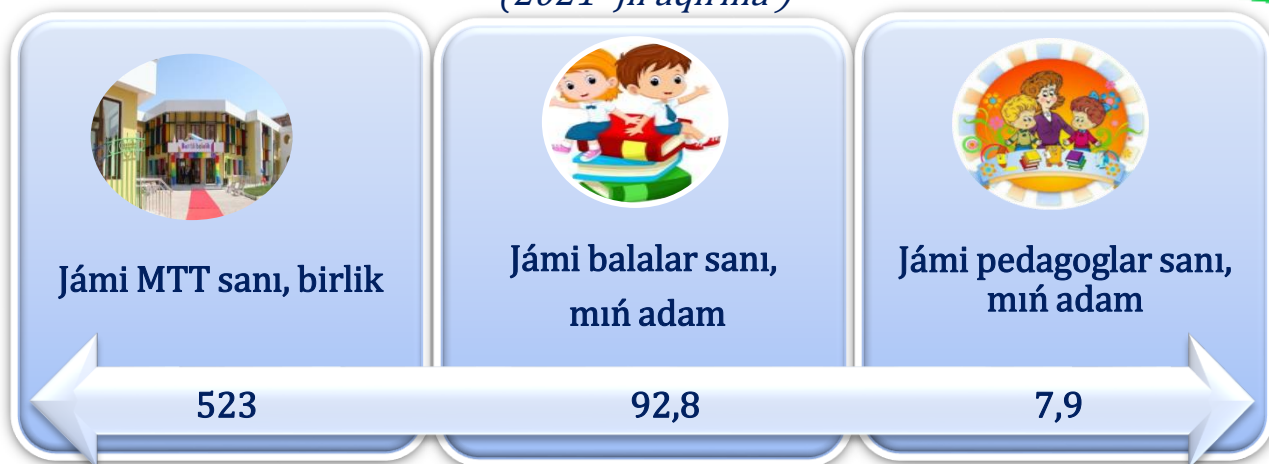 (2021-
Jámi MTT sanı, birlik
Jámi balalar sanı,
mıń adam
Jámi pedagoglar sanı,
mıń adam
523
92,8
7,9